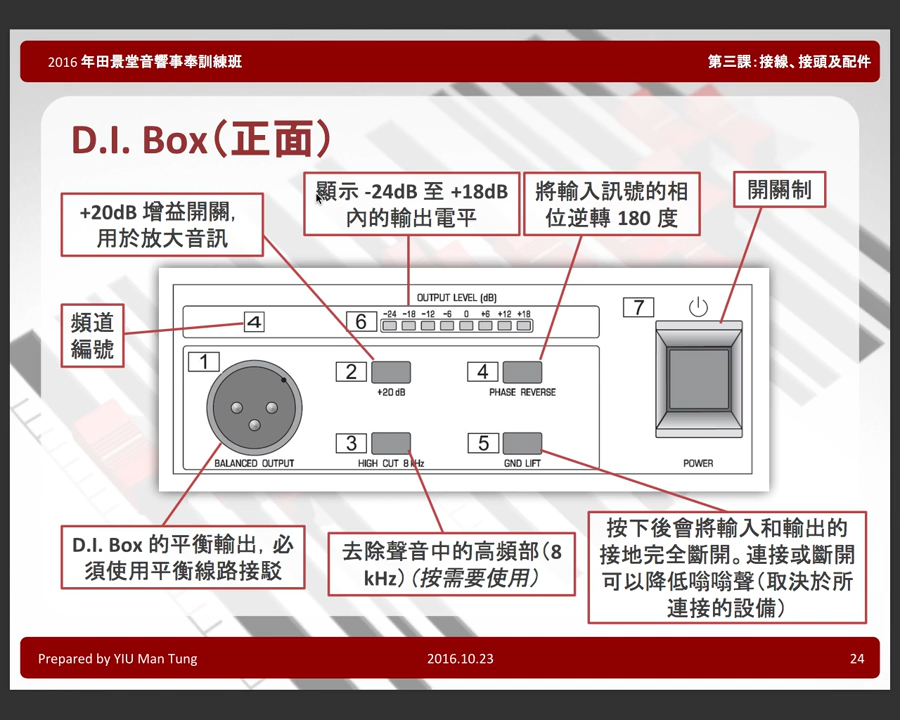 2016 年田景堂音響事奉訓練班
第三課：接線、接頭及配件
D.I. Box（正面）
+20dB 增益開關，
用於放大音訊
顯示 -24dB 至 +18dB
內的輸出電平
將輸入訊號的相
位逆轉 180 度
開關制
頻道
編號
OUTPUT LEVEL (dB)
-24 -18 -12 -6 0 +6 +12 +18
4
6
7
1
2
+20 dB
4
PHASE REVERSE
3
HIGH CUT 8 kHz
5
GND LIFT
BALANCED OUTPUT
POWER
D.I. Box 的平衡輸出，必
須使用平衡線路接駁
去除聲音中的高頻部（8
kHz）（按需要使用）
按下後會將輸入和輸出的
接地完全斷開。連接或斷開
可以降低嗡嗡聲（取決於所
連接的設備）
Prepared by YIU Man Tung
2016.10.23
24